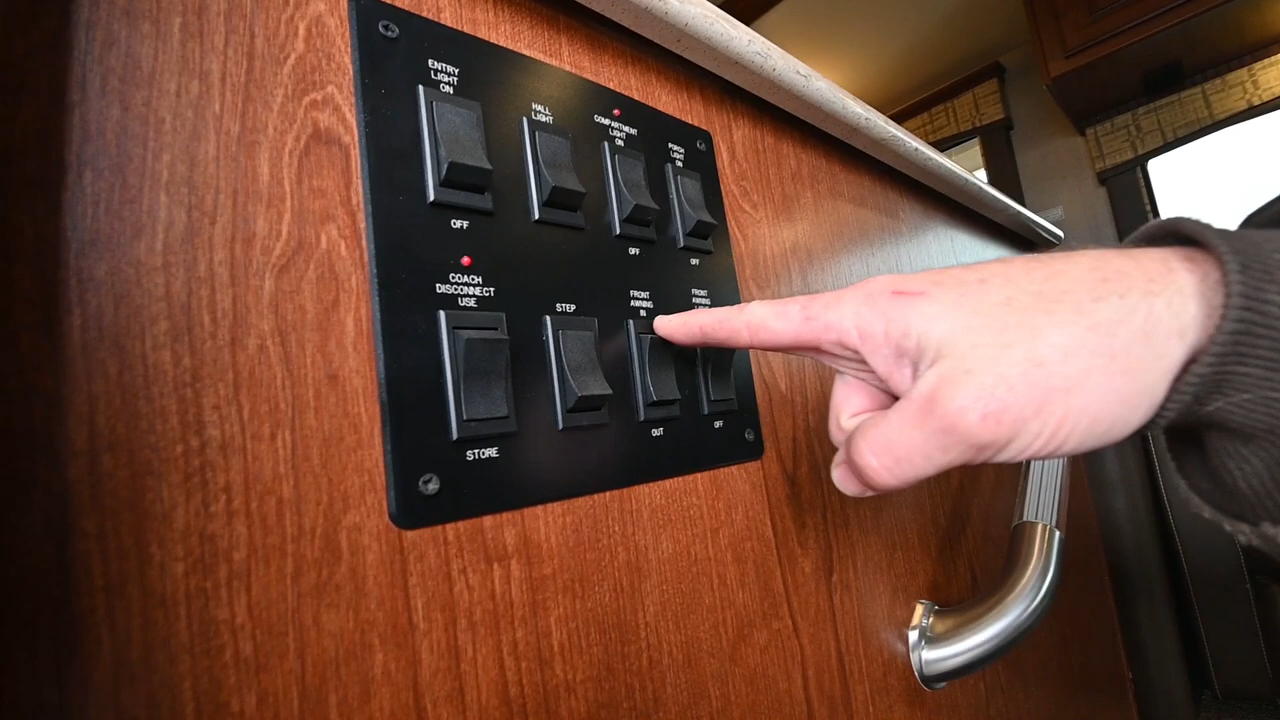 ENTRY
LIGHT
ON
OFF
HALL
LIGHT
COMPARTMENT
LIGHT
ON
OFF
PORCH
LIGHT
ON
OFF
COACH
DISCONNECT
USE
STORE
STEP
FRONT
AWNING
IN
OUT
FRONT
AWNING
OFF